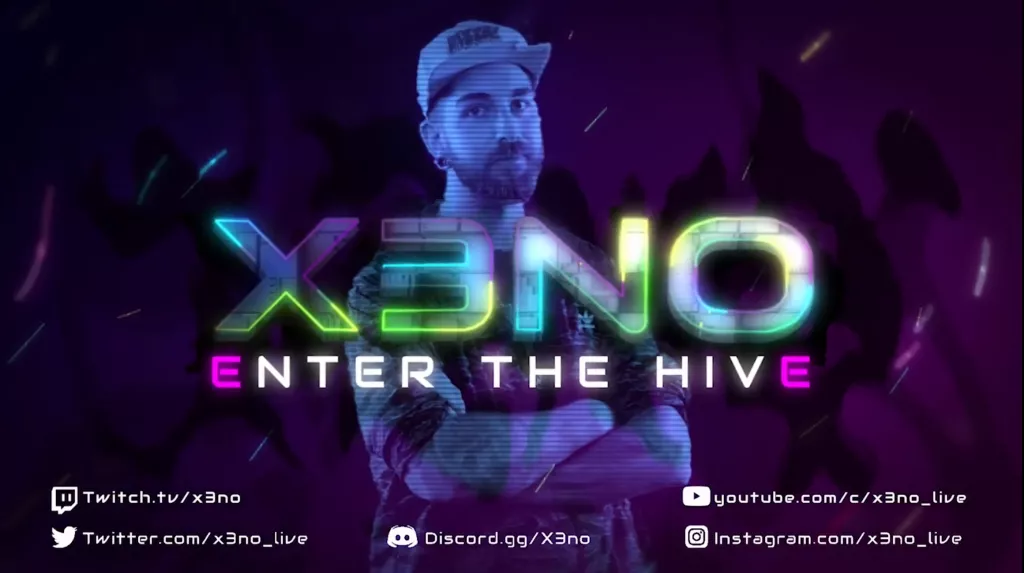 X3NO
ENTER THE HIVE
Twitch.tv/x3no
youtube.com/c/x3no_live
Twitter.com/x3no_live
Discord.gg/X3no
Instagram.com/x3no_live